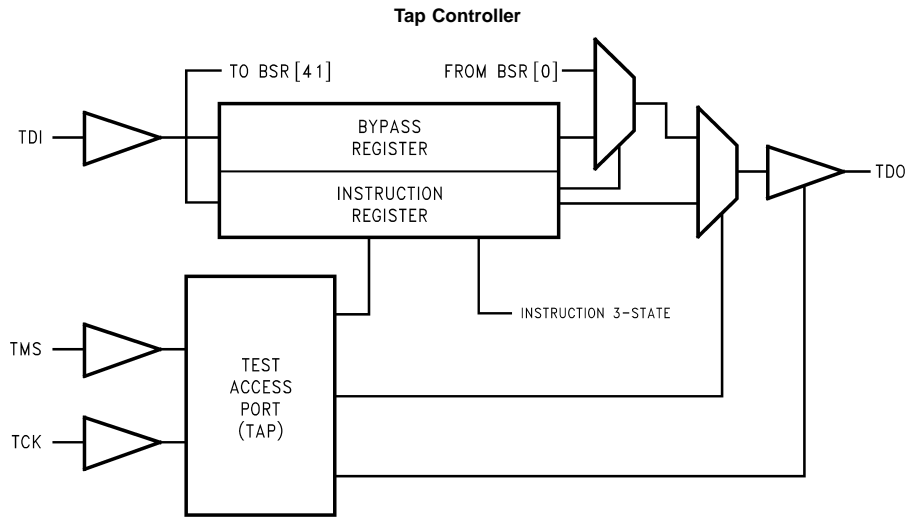 Tap Controller
TO BSR [41]
FROM BSR [0]
TDI
BYPASS
REGISTER
INSTRUCTION
REGISTER
TDO
INSTRUCTION 3-STATE
TMS
TEST
ACCESS
PORT
(TAP)
TCK